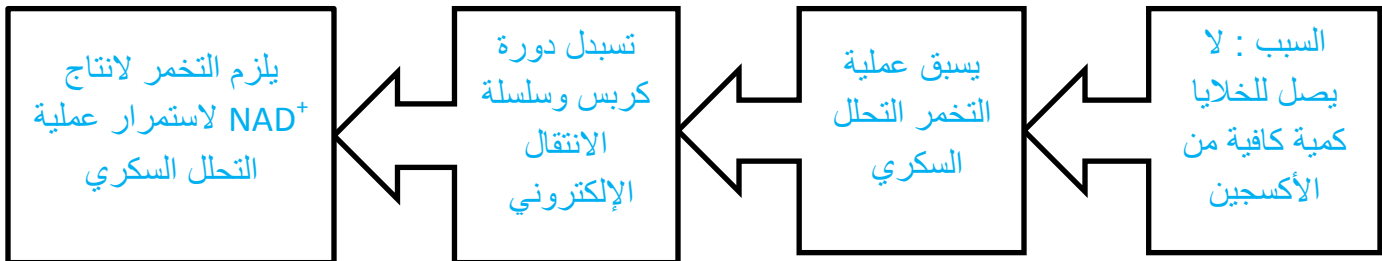 السبب : لا
يصل للخلايا
كمية كافية من
الأكسجين
يسبق عملية
التخمر التحلل
السكري
تسبدل دورة
كربس وسلسلة
الانتقال
الإلكتروني
يلزم التخمر لانتاج
NAD⁺ لاستمرار عملية
التحلل السكري